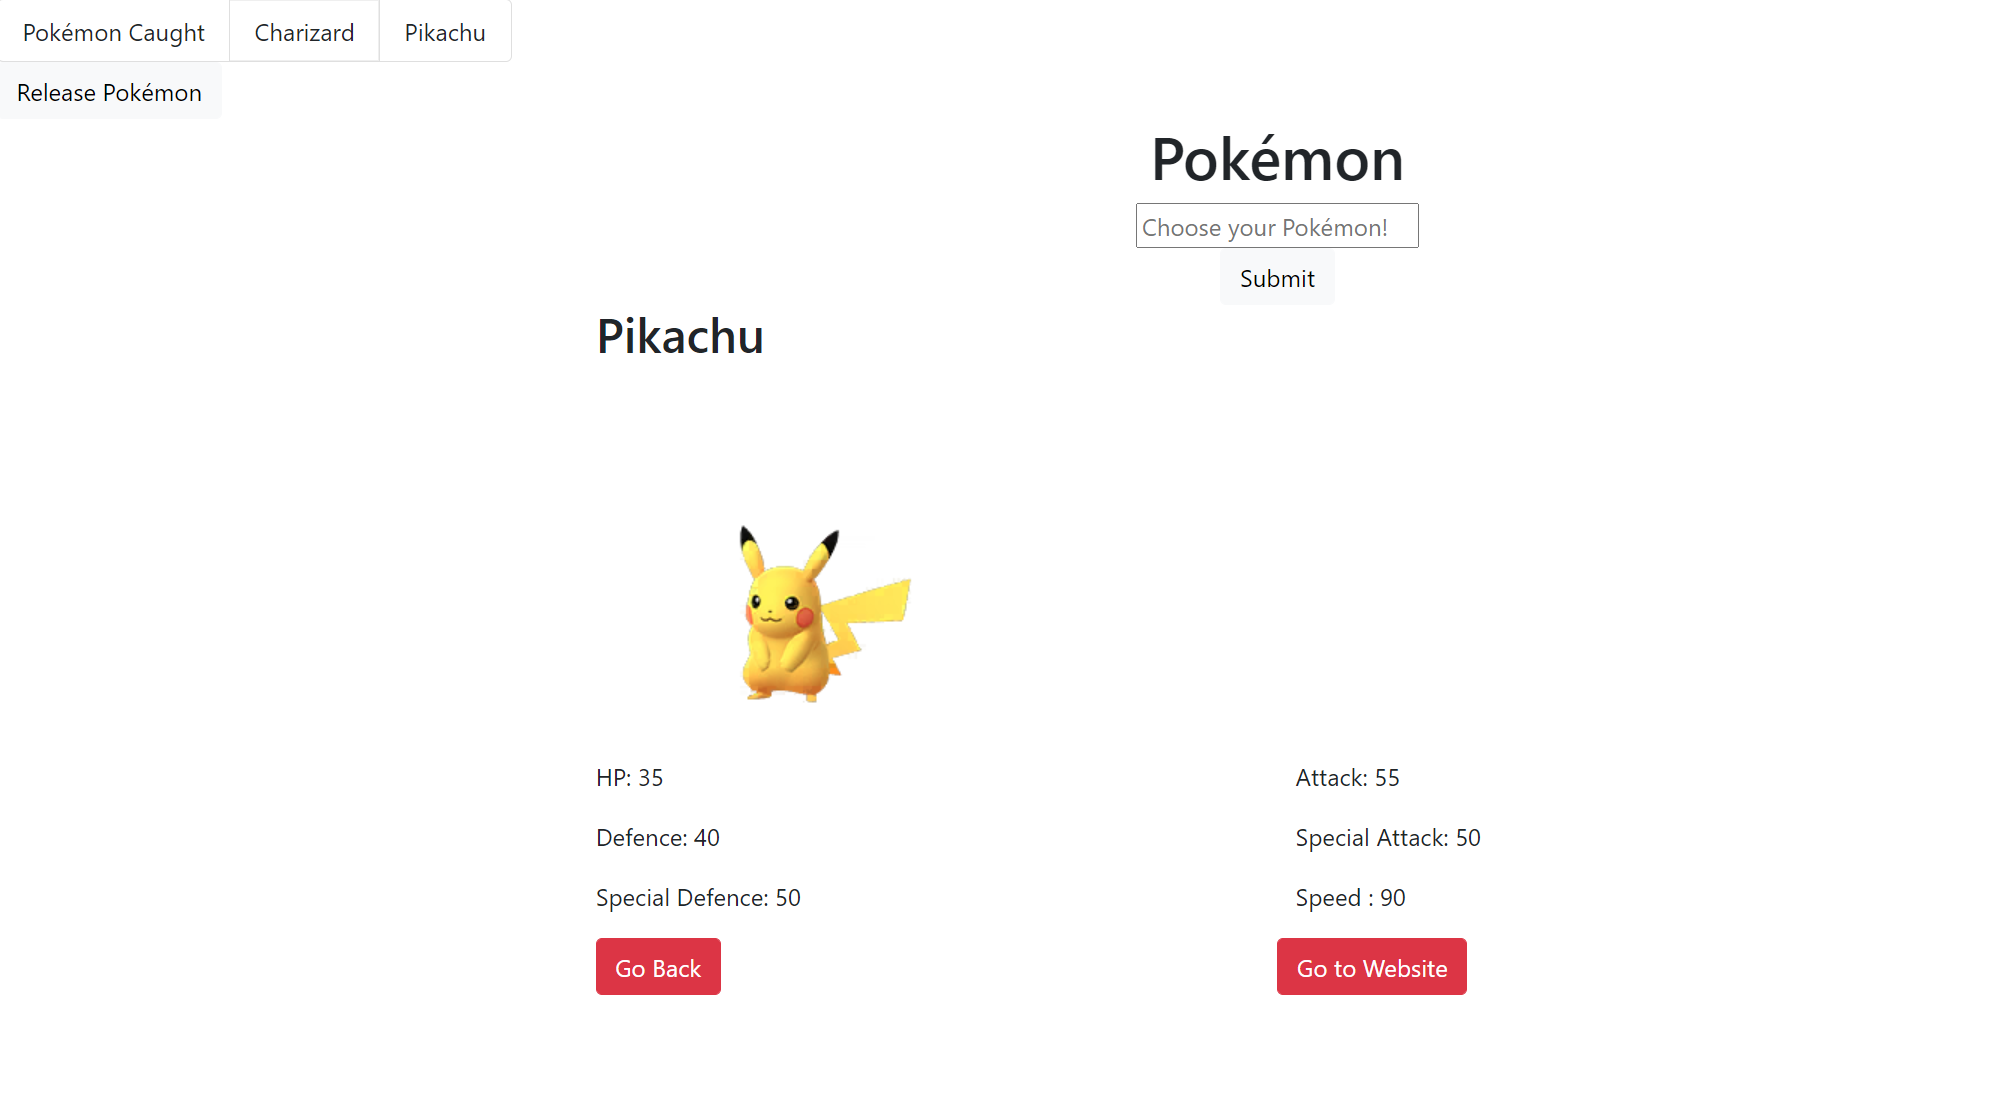 Pokémon Caught Charizard Pikachu
Release Pokémon
Pokémon
Choose your Pokémon!
Submit
Pikachu
HP: 35 Attack: 55
Defence: 40 Special Attack: 50
Special Defence: 50 Speed : 90
Go Back Go to Website